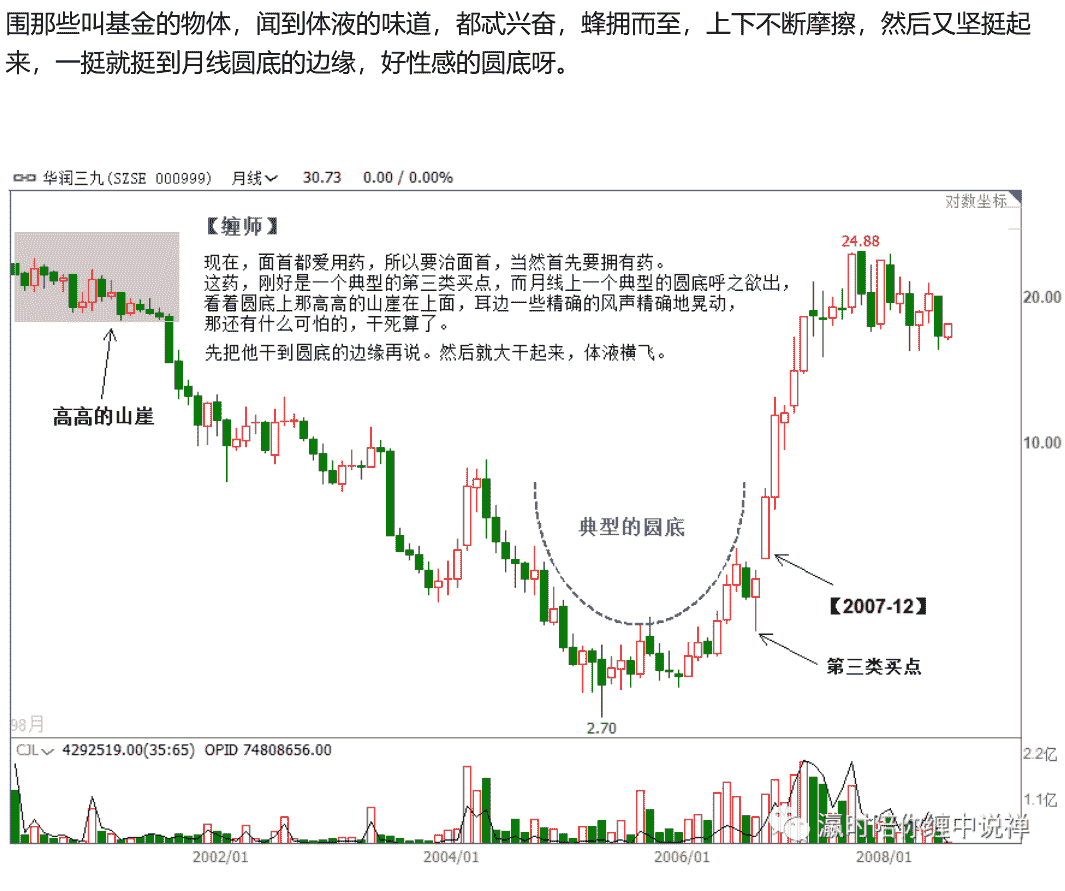 围那些叫基金的物体，闻到体液的味道，都忒兴奋，蜂拥而至，上下不断摩擦，然后又坚挺起
来，一挺就挺到月线圆底的边缘，好性感的圆底呀。
华润三九(SZSE 000999) 月线 30.73 0.00 / 0.00%
对数坐标
【缠师】
24.88
现在，面首都爱用药，所以要治面首，当然首先要拥有药。
这药，刚好是一个典型的第三类买点，而月线上一个典型的圆底呼之欲出，
看着圆底上那高高的山崖在上面，耳边一些精确的风声精确地晃动，
那还有什么可怕的，干死算了。
先把他干到圆底的边缘再说。然后就大干起来，体液横飞。
20.00
高高的山崖
10.00
典型的圆底
【2007-12】
第三类买点
98月
2.70
CJL 4292519.00(35:65) OPID 74808656.00
2.2亿
1.1亿
瀛时陪你缠中说禅
2002/01 2004/01 2006/01 2008/01